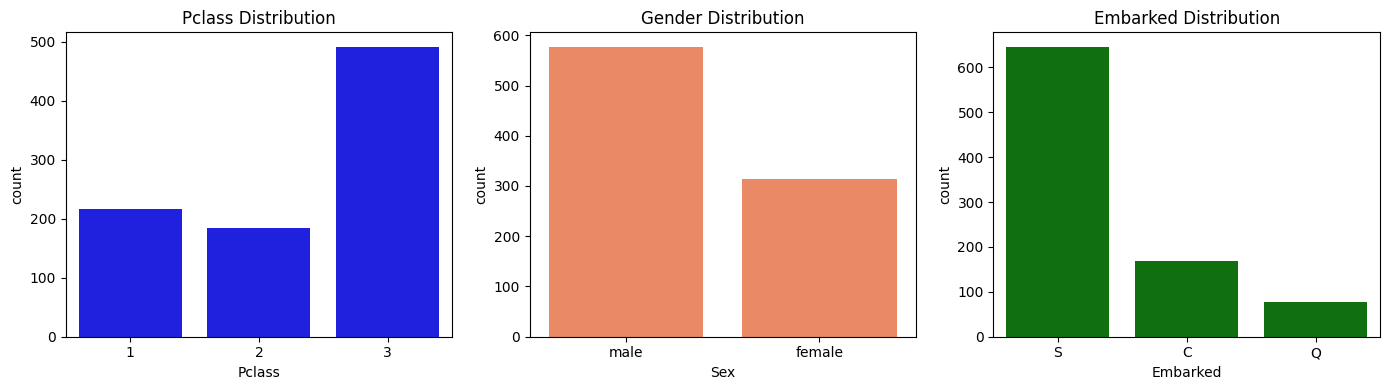 Pclass Distribution
500
400
300
200
100
0
count
1 2 3
Pclass
Gender Distribution
600
500
400
300
200
100
0
count
male female
Sex
Embarked Distribution
600
500
400
300
200
100
0
count
S C Q
Embarked